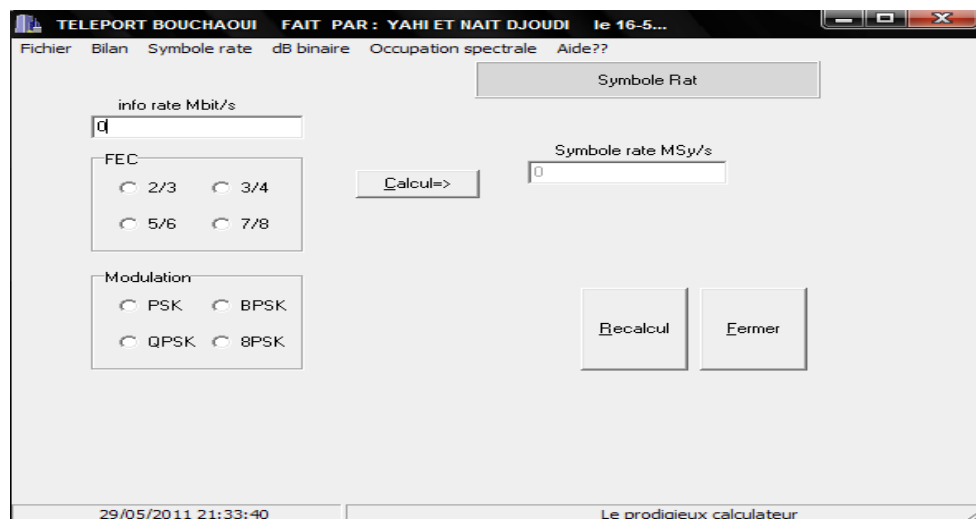 TELEPORT BOUCHAOUI FAIT PAR : YAHI ET NAIT DJOUDI le 16-5...
Fichier Bilan Symbole rate dB binaire Occupation spectrale Aide??
Symbole Rat
info rate Mbit/s
0
FEC
2/3 3/4
5/6 7/8
Calcul=>
Symbole rate MSy/s
0
Modulation
PSK BPSK
QPSK 8PSK
Recalcul Fermer
29/05/2011 21:33:40 Le prodigieux calculateur